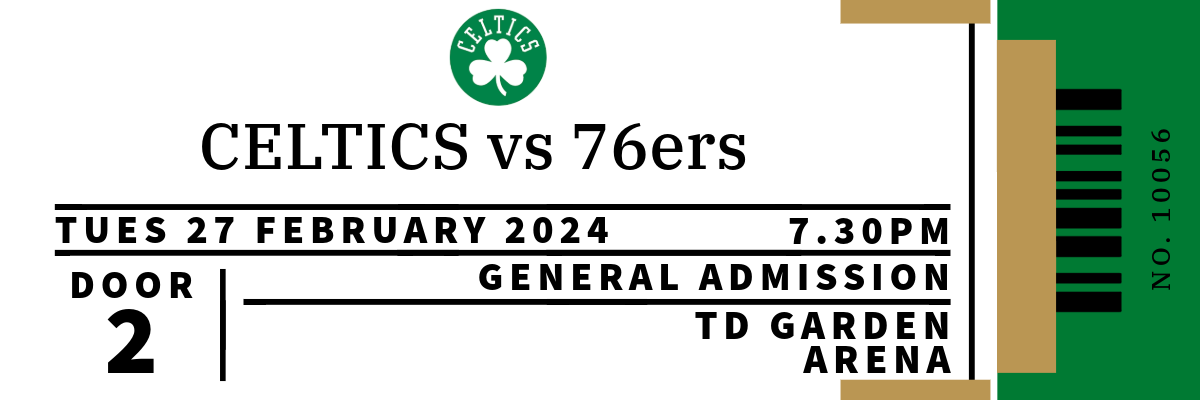 CELTICS
CELTICS vs 76ers
TUES 27 FEBRUARY 2024 7.30PM
GENERAL ADMISSION
DOOR
2
TD GARDEN
ARENA
NO. 10056